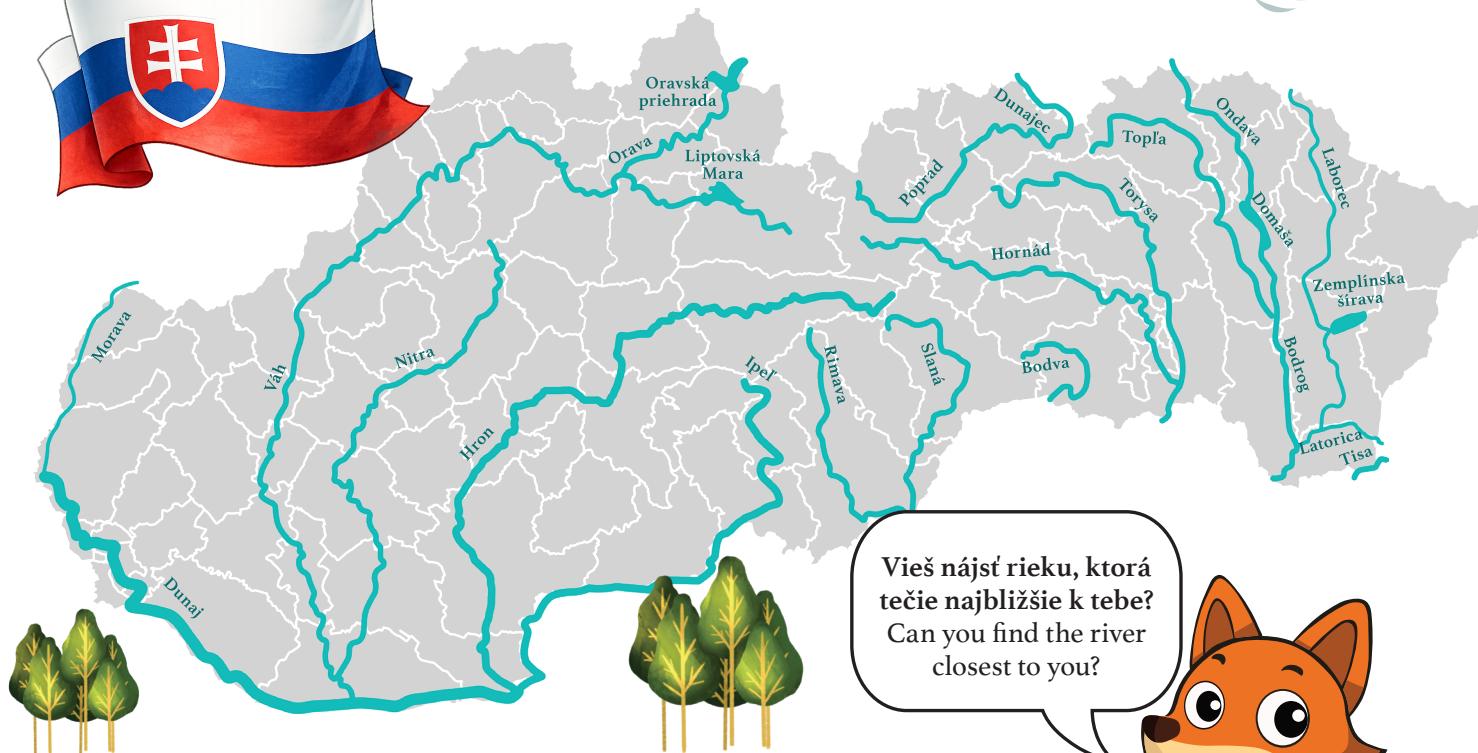 Oravská
priehrada
Orava
Liptovská
Mara
Dunajec
Poprad
Topľa
Ondava
Laborec
Torysa
Domaša
Hornád
Zemplínska
šírava
Morava
Váh
Nitra
Hron
Ipeľ
Rimava
Slaná
Bodva
Bodrog
Latorica
Tisa
Dunaj
Vieš nájsť rieku, ktorá
tečie najbližšie k tebe?
Can you find the river
closest to you?